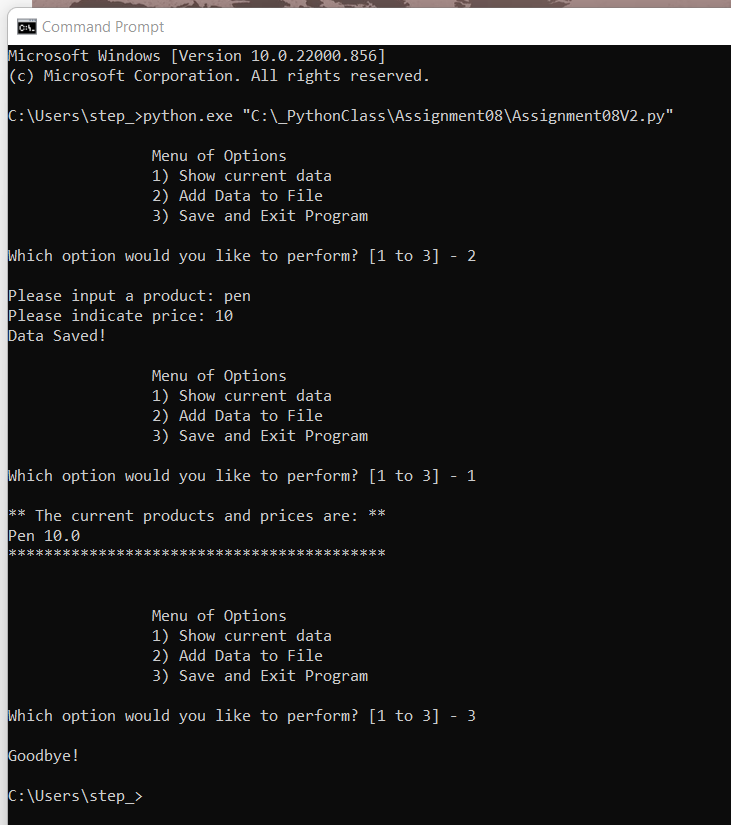 Command Prompt
Microsoft Windows [Version 10.0.22000.856]
(c) Microsoft Corporation. All rights reserved.
C:\Users\step_>python.exe "C:\_PythonClass\Assignment08\Assignment08V2.py"
Menu of Options
1) Show current data
2) Add Data to File
3) Save and Exit Program
Which option would you like to perform? [1 to 3] - 2
Please input a product: pen
Please indicate price: 10
Data Saved!
Menu of Options
1) Show current data
2) Add Data to File
3) Save and Exit Program
Which option would you like to perform? [1 to 3] - 1
** The current products and prices are: **
Pen 10.0
******************************************
Menu of Options
1) Show current data
2) Add Data to File
3) Save and Exit Program
Which option would you like to perform? [1 to 3] - 3
Goodbye!
C:\Users\step_>